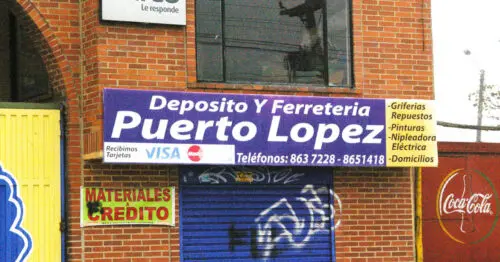 Le responde
Deposito Y Ferreteria
Puerto Lopez
-Griferias
Repuestos
-Pinturas
-Nipleadora
Eléctrica
-Domicilios
Recibimos
Tarjetas
VISA
Teléfonos: 863 7228 - 8651418
MATERIALES
CREDITO
Coca-Cola